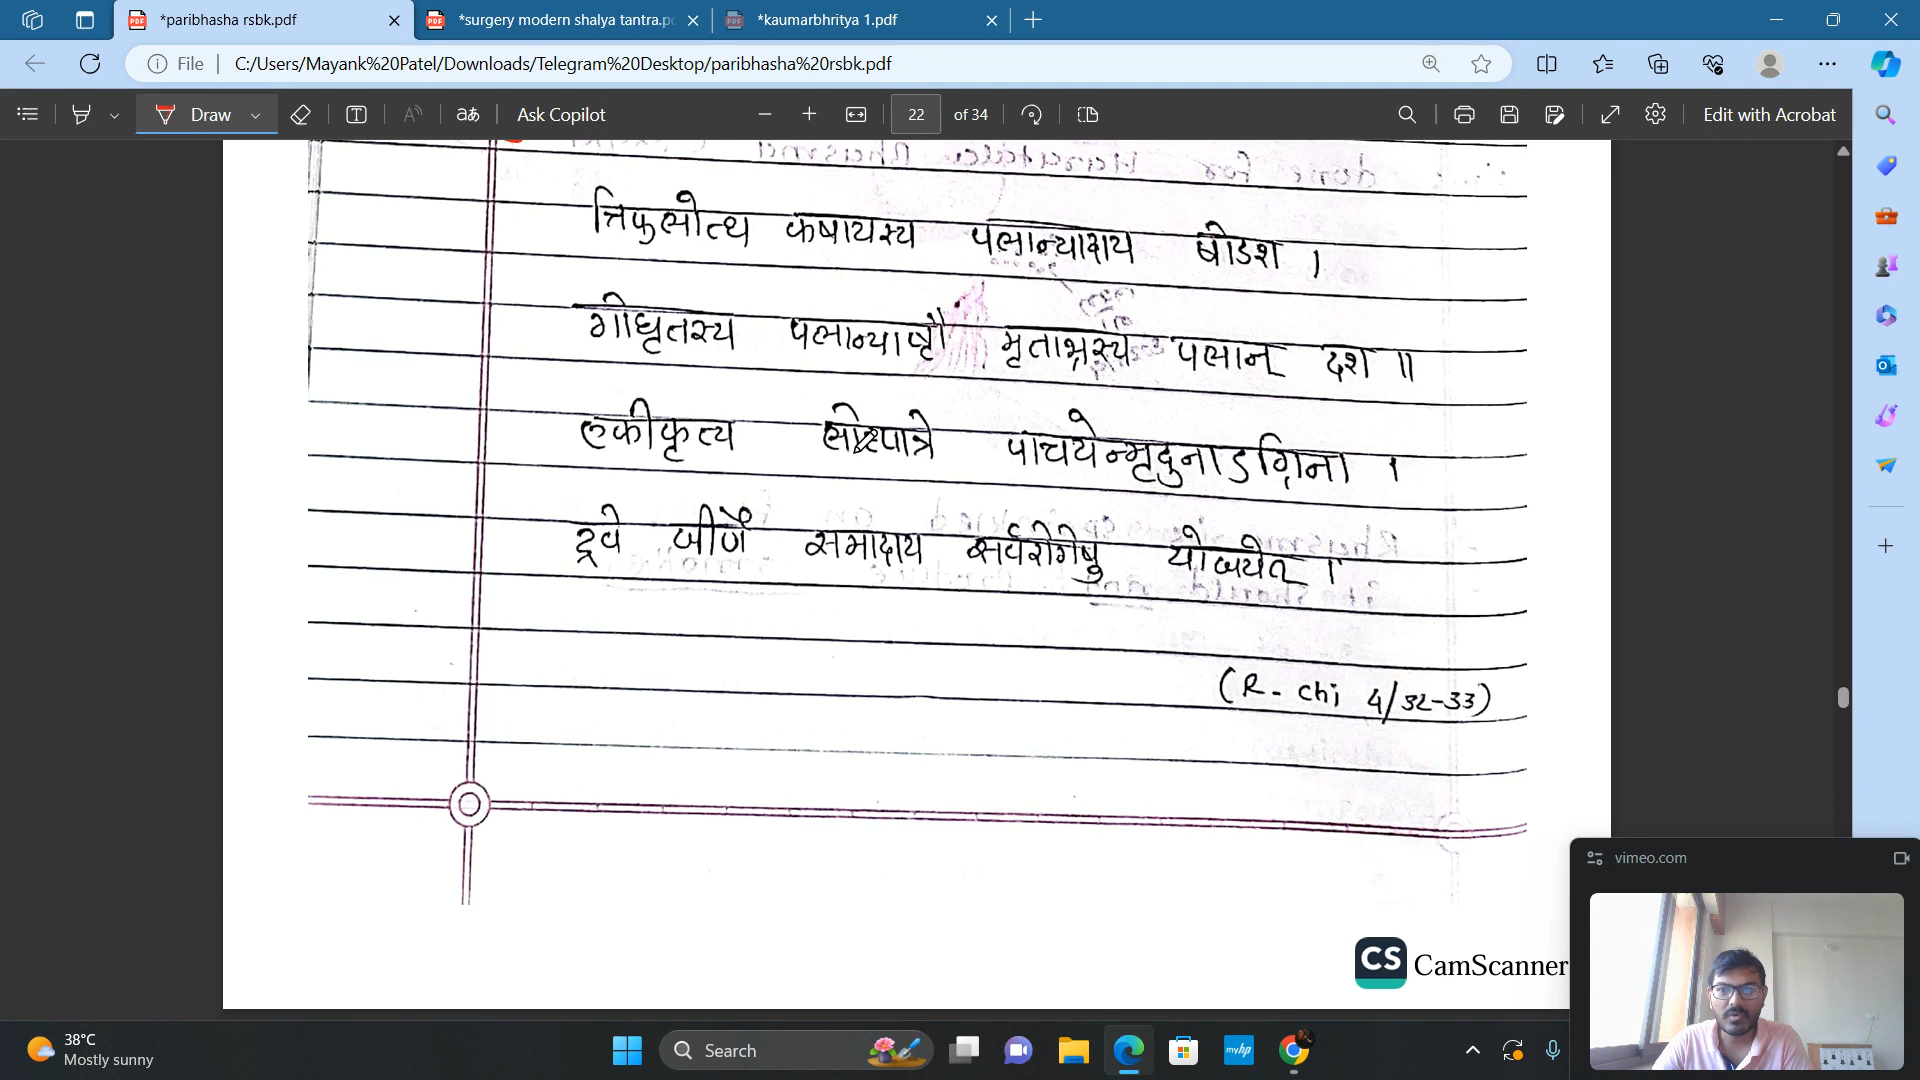 *paribhasha rsbk.pdf
*surgery modern shalya tantra.pd
*kaumarbhritya 1.pdf
File
C:/Users/Mayank%20Patel/Downloads/Telegram%20Desktop/paribhasha%20rsbk.pdf
Draw
Ask Copilot
22 of 34
Edit with Acrobat
त्रिफलोत्थ कषायस्य पलान्यादाय षोडश ।
गोघृतस्य पलान्याष्टौ मृताभ्रस्य पलान् दश ॥
एकीकृत्य लोहपात्रे पाचयेन्मृदुनाऽग्निना ।
द्रवे जीर्णे समादाय सर्वरोगेषु योजयेत् ।
(R. chi 4/32-33)
CS CamScanner
vimeo.com
38°C
Mostly sunny
Search
myhp